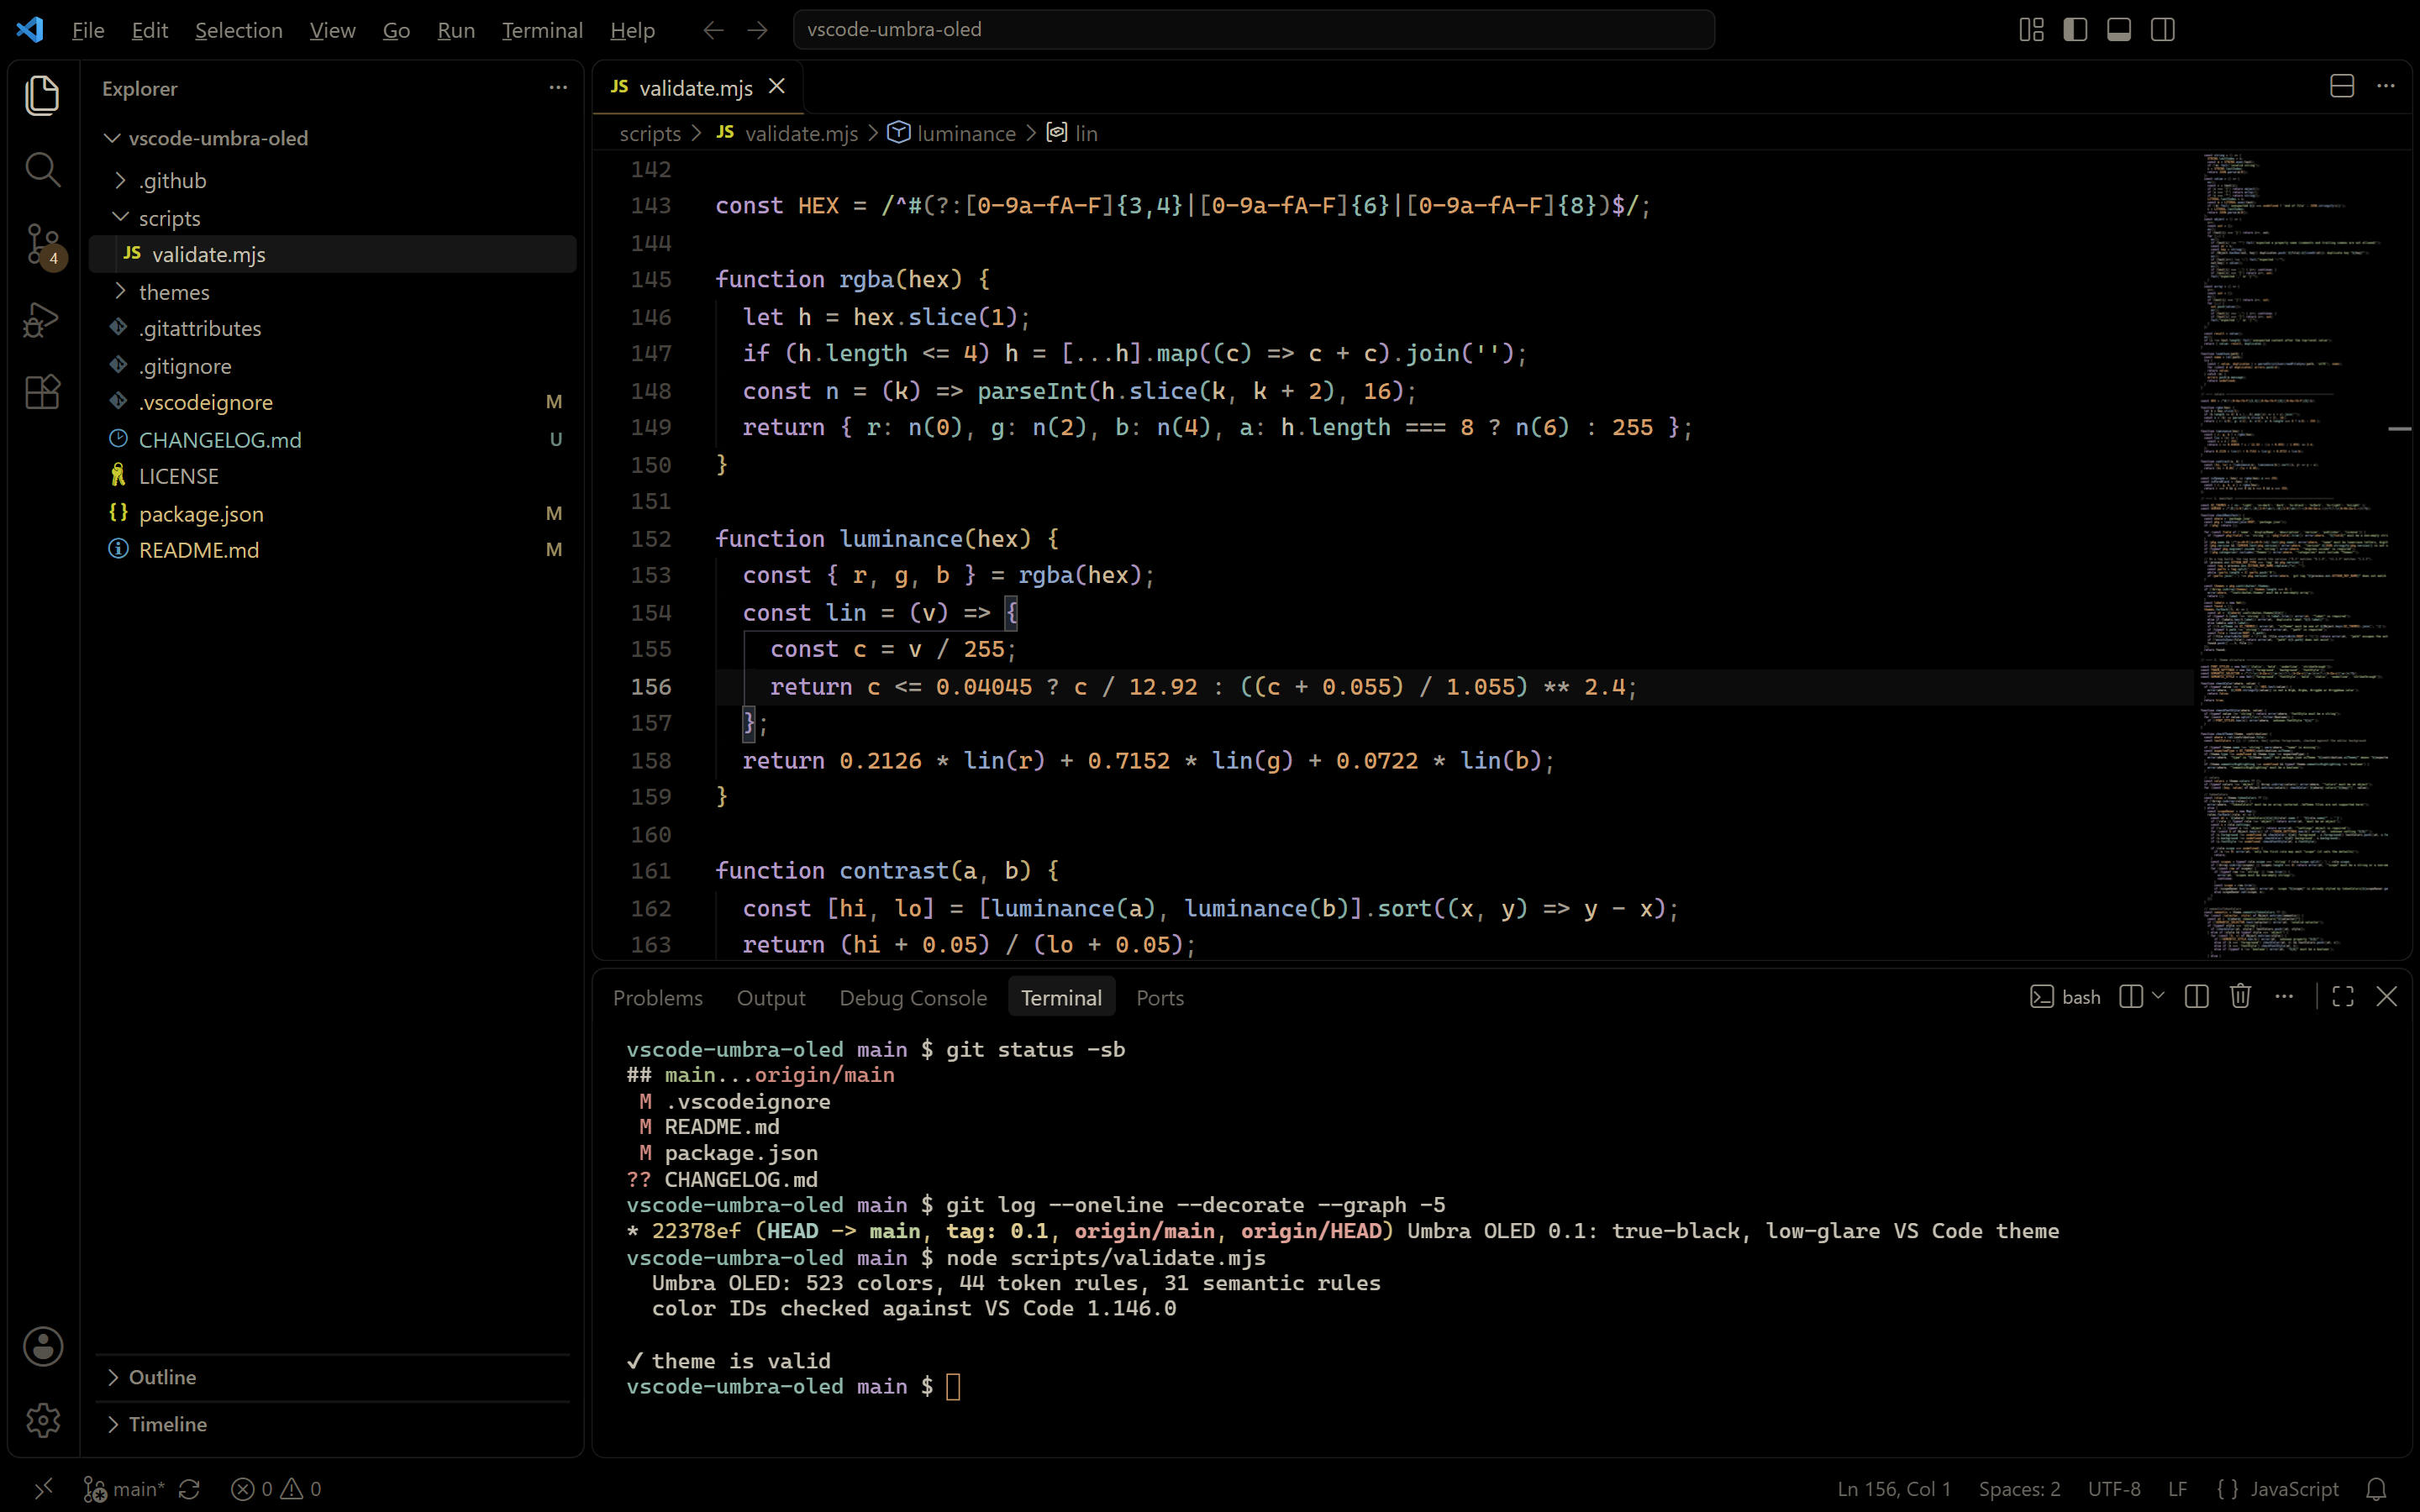 File Edit Selection View Go Run Terminal Help
vscode-umbra-oled
Explorer
vscode-umbra-oled
.github
scripts
JS validate.mjs
themes
.gitattributes
.gitignore
.vscodeignore M
CHANGELOG.md U
LICENSE
{} package.json M
README.md M
4
Outline
Timeline
JS validate.mjs
scripts > JS validate.mjs > luminance > lin
142
143 const HEX = /^#(?:[0-9a-fA-F]{3,4}|[0-9a-fA-F]{6}|[0-9a-fA-F]{8})$/;
144
145 function rgba(hex) {
146 let h = hex.slice(1);
147 if (h.length <= 4) h = [...h].map((c) => c + c).join('');
148 const n = (k) => parseInt(h.slice(k, k + 2), 16);
149 return { r: n(0), g: n(2), b: n(4), a: h.length === 8 ? n(6) : 255 };
150 }
151
152 function luminance(hex) {
153 const { r, g, b } = rgba(hex);
154 const lin = (v) => {
155 const c = v / 255;
156 return c <= 0.04045 ? c / 12.92 : ((c + 0.055) / 1.055) ** 2.4;
157 };
158 return 0.2126 * lin(r) + 0.7152 * lin(g) + 0.0722 * lin(b);
159 }
160
161 function contrast(a, b) {
162 const [hi, lo] = [luminance(a), luminance(b)].sort((x, y) => y - x);
163 return (hi + 0.05) / (lo + 0.05);
Problems Output Debug Console Terminal Ports
bash
vscode-umbra-oled main $ git status -sb
## main...origin/main
M .vscodeignore
M README.md
M package.json
?? CHANGELOG.md
vscode-umbra-oled main $ git log --oneline --decorate --graph -5
* 22378ef (HEAD -> main, tag: 0.1, origin/main, origin/HEAD) Umbra OLED 0.1: true-black, low-glare VS Code theme
vscode-umbra-oled main $ node scripts/validate.mjs
Umbra OLED: 523 colors, 44 token rules, 31 semantic rules
color IDs checked against VS Code 1.146.0
✓ theme is valid
vscode-umbra-oled main $
main* 0 0
Ln 156, Col 1 Spaces: 2 UTF-8 LF {} JavaScript